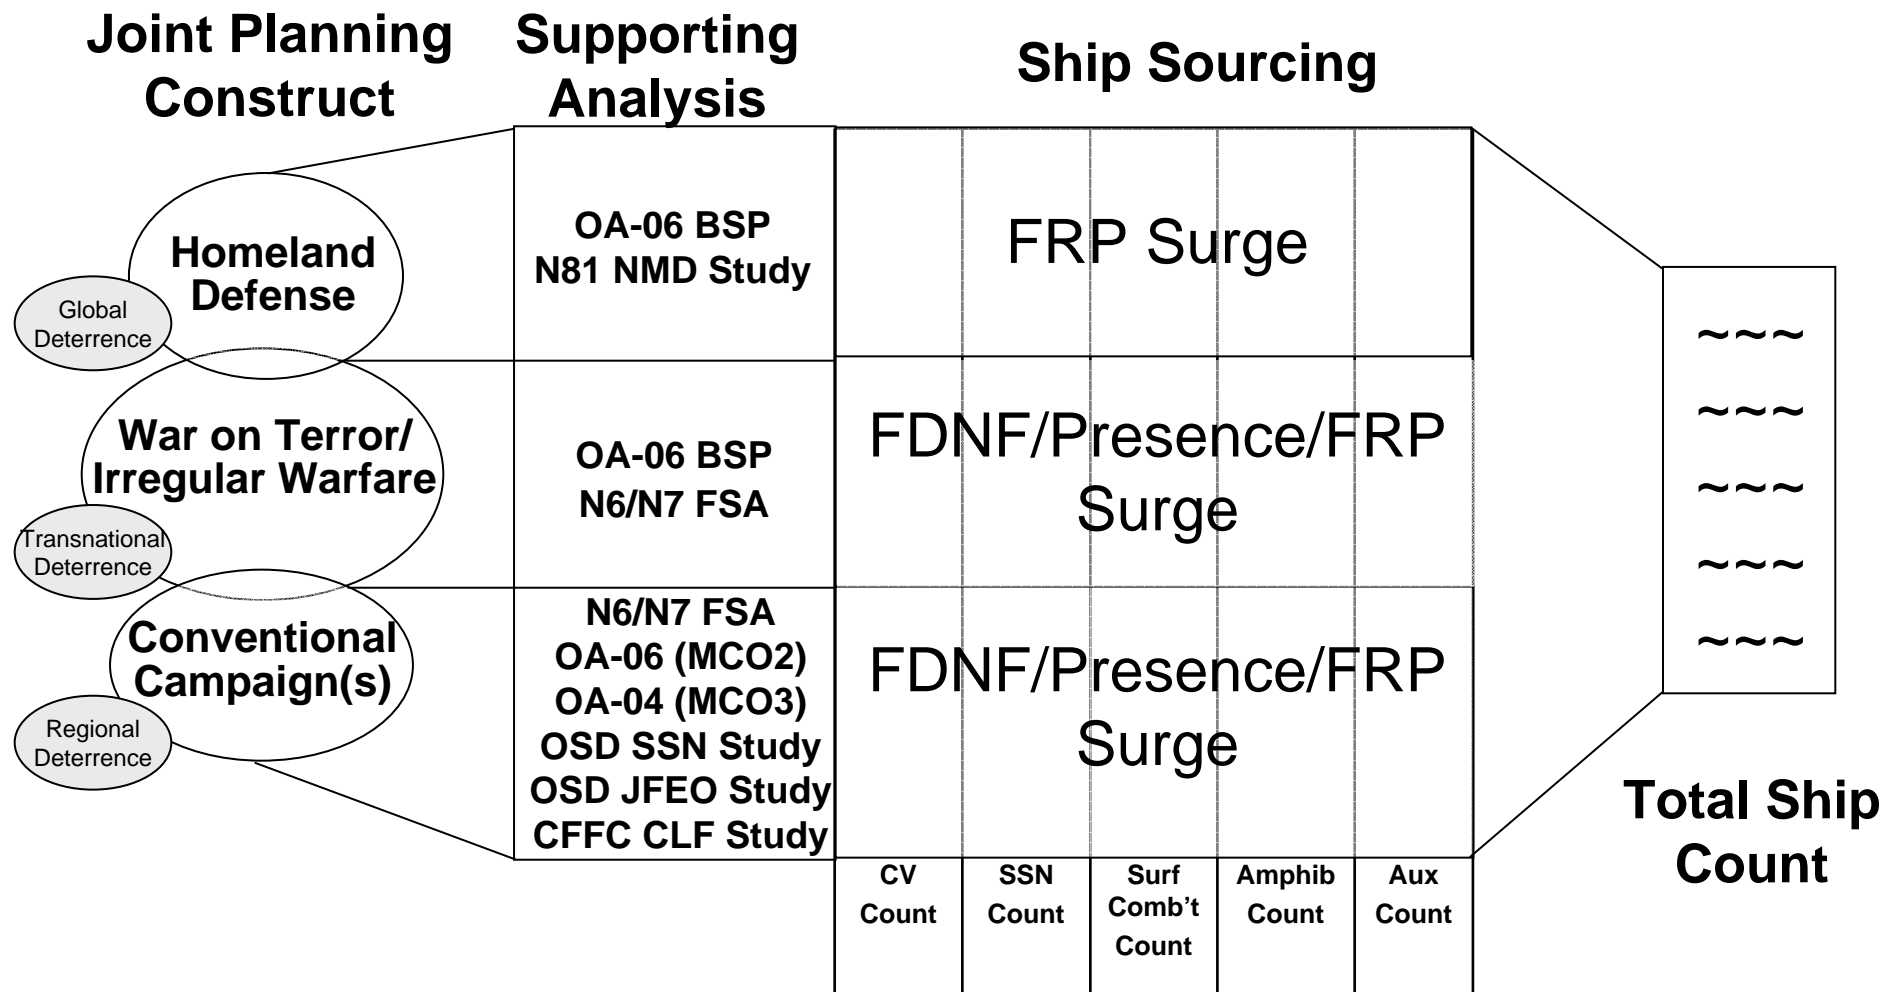 Joint Planning
Construct
Supporting
Analysis
Ship Sourcing
Homeland
Defense
Global
Deterrence
OA-06 BSP
N81 NMD Study
FRP Surge
War on Terror/
Irregular Warfare
Transnational
Deterrence
OA-06 BSP
N6/N7 FSA
FDNF/Presence/FRP
Surge
Conventional
Campaign(s)
Regional
Deterrence
N6/N7 FSA
OA-06 (MCO2)
OA-04 (MCO3)
OSD SSN Study
OSD JFEO Study
CFFC CLF Study
FDNF/Presence/FRP
Surge
~~~
~~~
~~~
~~~
~~~
Total Ship
Count
CV
Count
SSN
Count
Surf
Comb’t
Count
Amphib
Count
Aux
Count